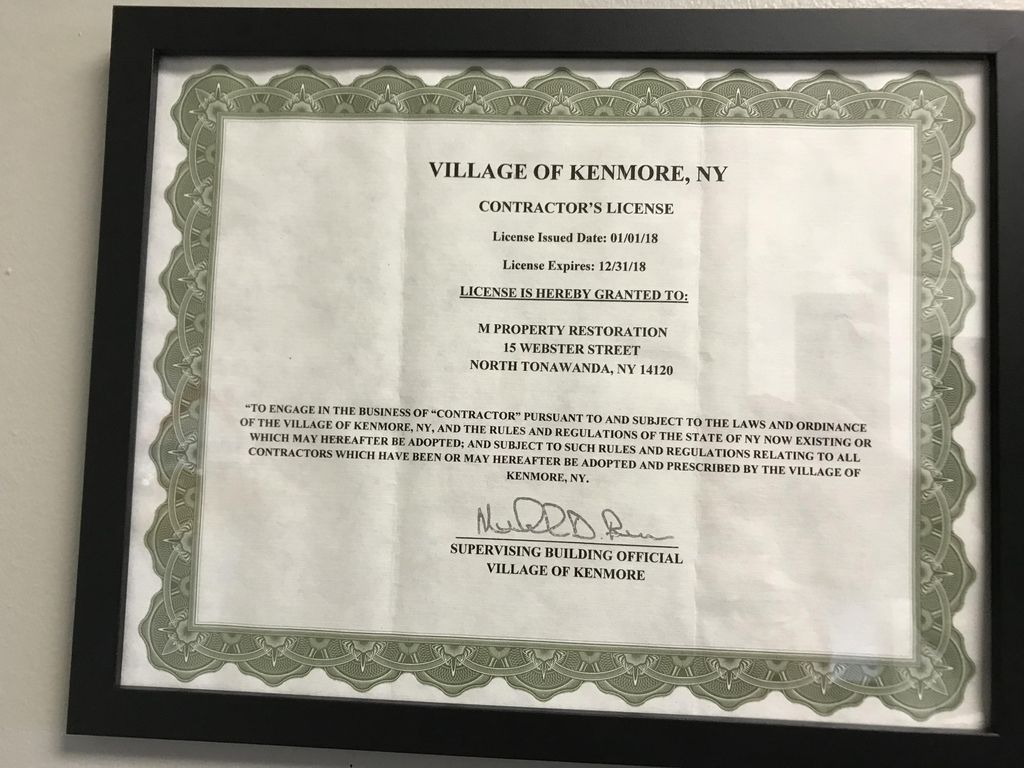 VILLAGE OF KENMORE, NY
CONTRACTOR'S LICENSE
License Issued Date: 01/01/18
License Expires: 12/31/18
LICENSE IS HEREBY GRANTED TO:
M PROPERTY RESTORATION
15 WEBSTER STREET
NORTH TONAWANDA, NY 14120
"TO ENGAGE IN THE BUSINESS OF "CONTRACTOR" PURSUANT TO AND SUBJECT TO THE LAWS AND ORDINANCE
OF THE VILLAGE OF KENMORE, NY, AND THE RULES AND REGULATIONS OF THE STATE OF NY NOW EXISTING OR
WHICH MAY HEREAFTER BE ADOPTED; AND SUBJECT TO SUCH RULES AND REGULATIONS RELATING TO ALL
CONTRACTORS WHICH HAVE BEEN OR MAY HEREAFTER BE ADOPTED AND PRESCRIBED BY THE VILLAGE OF
KENMORE, NY.
SUPERVISING BUILDING OFFICIAL
VILLAGE OF KENMORE